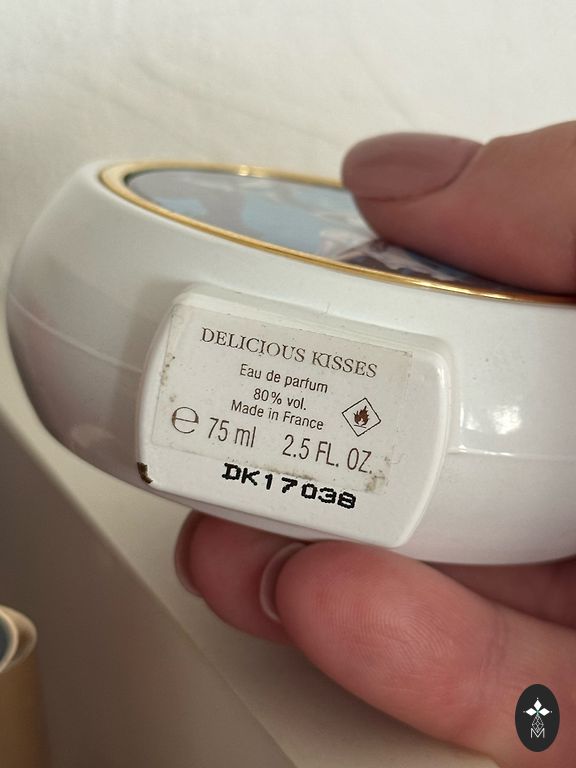 DELICIOUS KISSES
Eau de parfum
80% vol.
Made in France
℮ 75 ml 2.5 FL. OZ.
DK17038
M